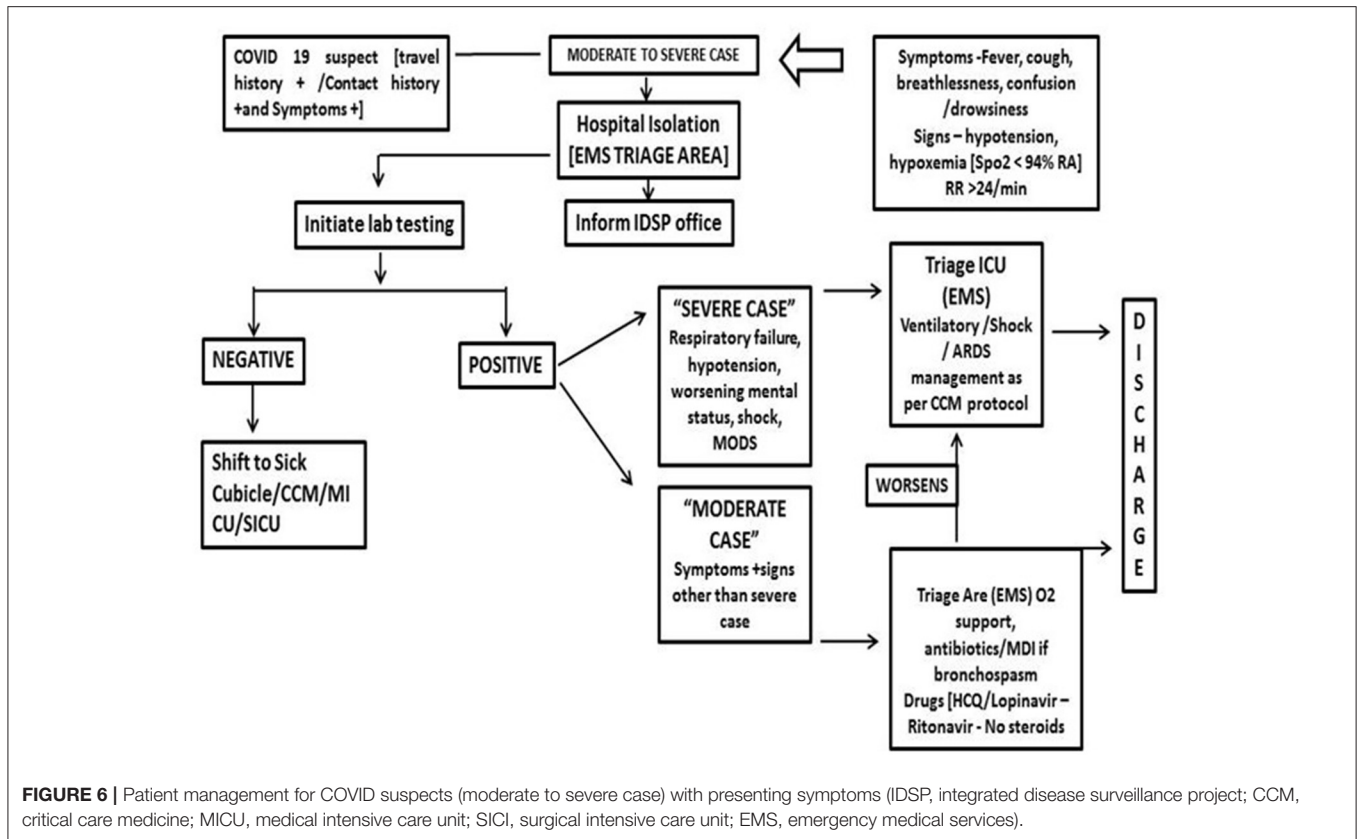 COVID 19 suspect [travel
history + /Contact history
+and Symptoms +]
MODERATE TO SEVERE CASE
Symptoms -Fever, cough,
breathlessness, confusion
/drowsiness
Signs – hypotension,
hypoxemia [Spo2 < 94% RA]
RR >24/min
Hospital Isolation
[EMS TRIAGE AREA]
Initiate lab testing
Inform IDSP office
NEGATIVE
POSITIVE
Shift to Sick
Cubicle/CCM/MI
CU/SICU
"SEVERE CASE"
Respiratory failure,
hypotension,
worsening mental
status, shock,
MODS
"MODERATE
CASE"
Symptoms +signs
other than severe
case
Triage ICU
(EMS)
Ventilatory /Shock
/ ARDS
management as
per CCM protocol
WORSENS
Triage Are (EMS) O2
support,
antibiotics/MDI if
bronchospasm
Drugs [HCQ/Lopinavir –
Ritonavir - No steroids
D
I
S
C
H
A
R
G
E
FIGURE 6 | Patient management for COVID suspects (moderate to severe case) with presenting symptoms (IDSP, integrated disease surveillance project; CCM,
critical care medicine; MICU, medical intensive care unit; SICI, surgical intensive care unit; EMS, emergency medical services).